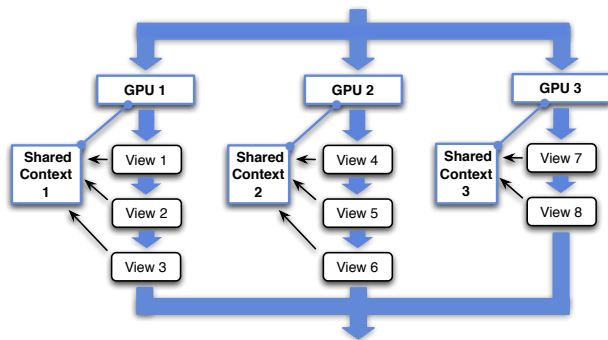 GPU 1
GPU 2
GPU 3
Shared
Context
1
View 1
View 2
View 3
Shared
Context
2
View 4
View 5
View 6
Shared
Context
3
View 7
View 8